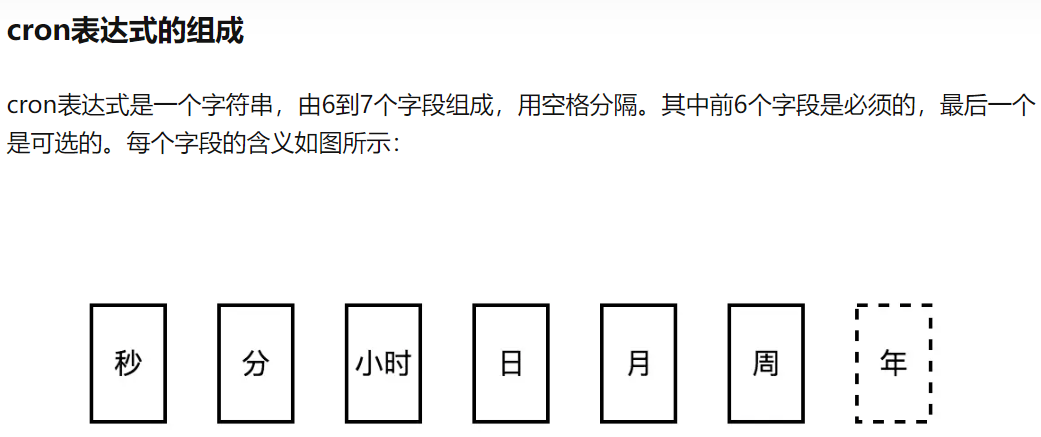 cron表达式的组成
cron表达式是一个字符串，由6到7个字段组成，用空格分隔。其中前6个字段是必须的，最后一个
是可选的。每个字段的含义如图所示：
秒 分 小时 日 月 周 年